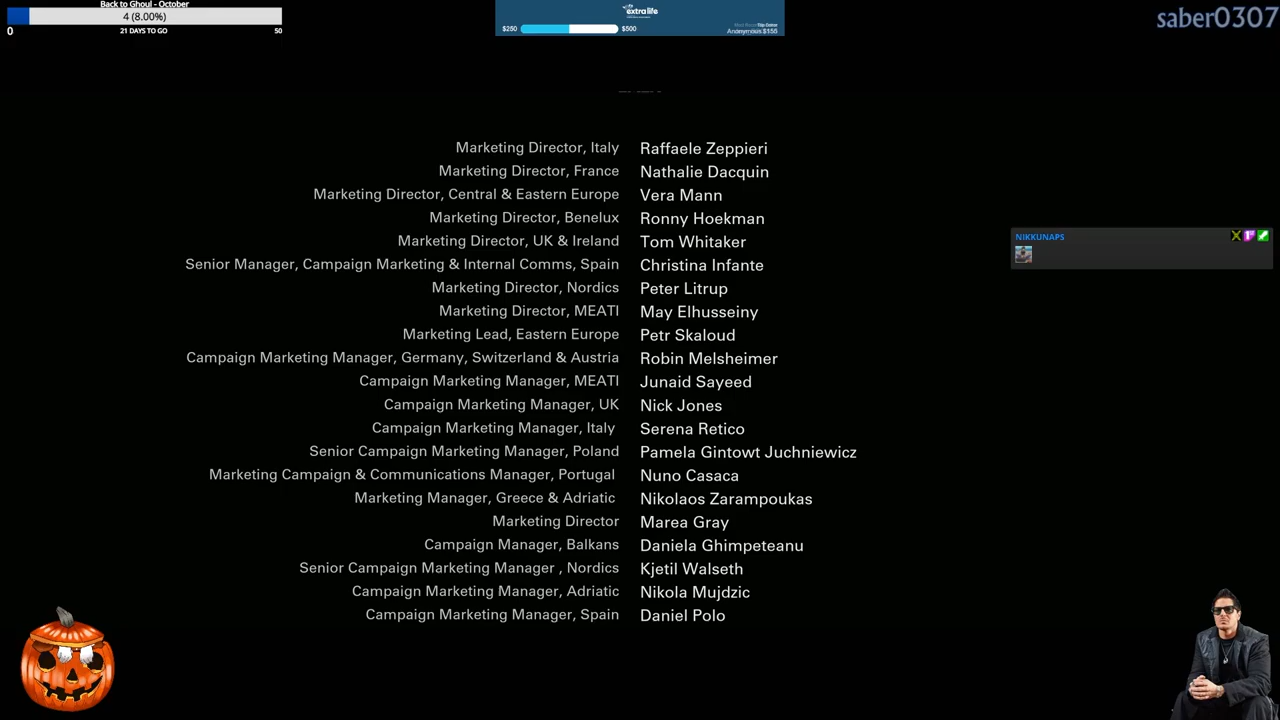 Back to Ghoul - October
4 (8.00%)
0 21 DAYS TO GO 50
extra life
$250 $500
Anonymous $155
saber0307
Marketing Director, Italy Raffaele Zeppieri
Marketing Director, France Nathalie Dacquin
Marketing Director, Central & Eastern Europe Vera Mann
Marketing Director, Benelux Ronny Hoekman
Marketing Director, UK & Ireland Tom Whitaker
Senior Manager, Campaign Marketing & Internal Comms, Spain Christina Infante
Marketing Director, Nordics Peter Litrup
Marketing Director, MEATI May Elhusseiny
Marketing Lead, Eastern Europe Petr Skaloud
Campaign Marketing Manager, Germany, Switzerland & Austria Robin Melsheimer
Campaign Marketing Manager, MEATI Junaid Sayeed
Campaign Marketing Manager, UK Nick Jones
Campaign Marketing Manager, Italy Serena Retico
Senior Campaign Marketing Manager, Poland Pamela Gintowt Juchniewicz
Marketing Campaign & Communications Manager, Portugal Nuno Casaca
Marketing Manager, Greece & Adriatic Nikolaos Zarampoukas
Marketing Director Marea Gray
Campaign Manager, Balkans Daniela Ghimpeteanu
Senior Campaign Marketing Manager , Nordics Kjetil Walseth
Campaign Marketing Manager, Adriatic Nikola Mujdzic
Campaign Marketing Manager, Spain Daniel Polo
NIKKUNAPS
1st